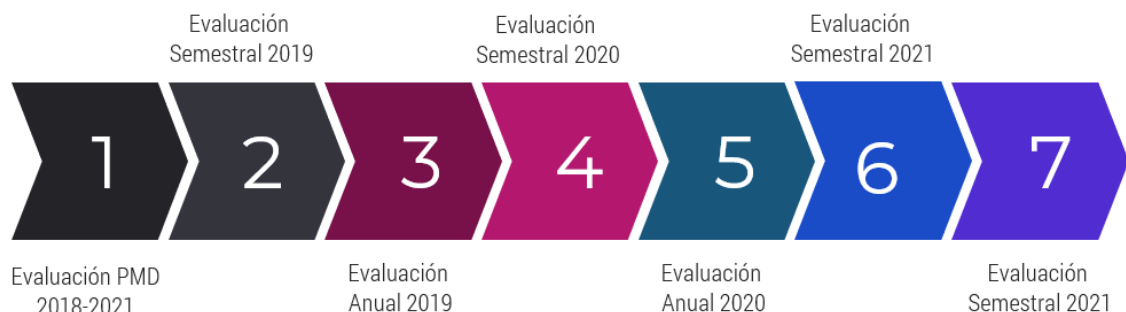 Evaluación
Semestral 2019
Evaluación
Semestral 2020
Evaluación
Semestral 2021
1
2
3
4
5
6
7
Evaluación PMD
2018-2021
Evaluación
Anual 2019
Evaluación
Anual 2020
Evaluación
Semestral 2021